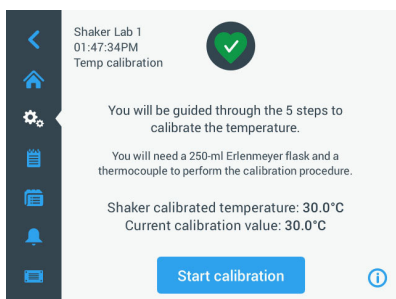 Shaker Lab 1
01:47:34PM
Temp calibration
You will be guided through the 5 steps to
calibrate the temperature.
You will need a 250-ml Erlenmeyer flask and a
thermocouple to perform the calibration procedure.
Shaker calibrated temperature: 30.0°C
Current calibration value: 30.0°C
Start calibration